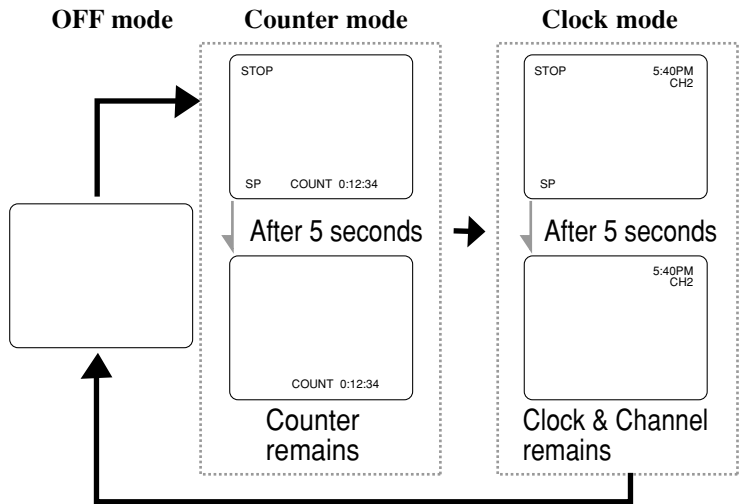 OFF mode
Counter mode
Clock mode
STOP
SP COUNT 0:12:34
After 5 seconds
COUNT 0:12:34
Counter
remains
STOP 5:40PM
CH2
SP
After 5 seconds
5:40PM
CH2
Clock & Channel
remains